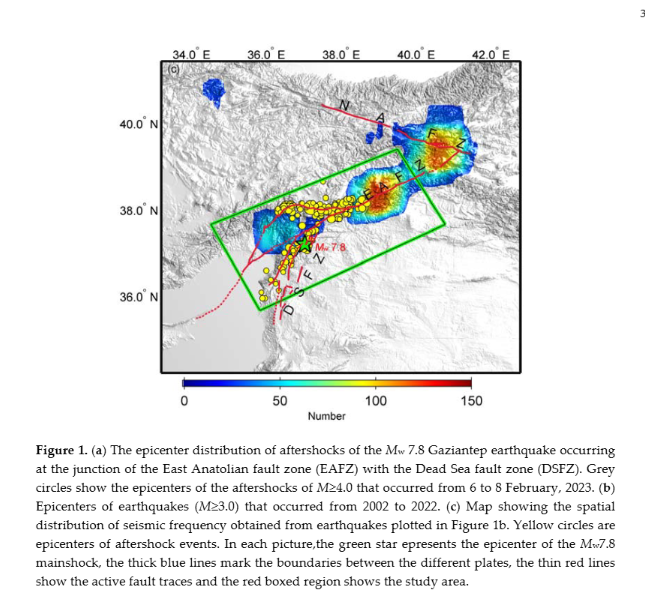 3
34.0° E 36.0° E 38.0° E 40.0° E 42.0° E
(c)
N A F Z
40.0° N
E A F Z
38.0° N
Mw 7.8
D S F Z
36.0° N
0 50 100 150
Number
Figure 1. (a) The epicenter distribution of aftershocks of the Mw 7.8 Gaziantep earthquake occurring
at the junction of the East Anatolian fault zone (EAFZ) with the Dead Sea fault zone (DSFZ). Grey
circles show the epicenters of the aftershocks of M≥4.0 that occurred from 6 to 8 February, 2023. (b)
Epicenters of earthquakes (M≥3.0) that occurred from 2002 to 2022. (c) Map showing the spatial
distribution of seismic frequency obtained from earthquakes plotted in Figure 1b. Yellow circles are
epicenters of aftershock events. In each picture,the green star epresents the epicenter of the Mw7.8
mainshock, the thick blue lines mark the boundaries between the different plates, the thin red lines
show the active fault traces and the red boxed region shows the study area.